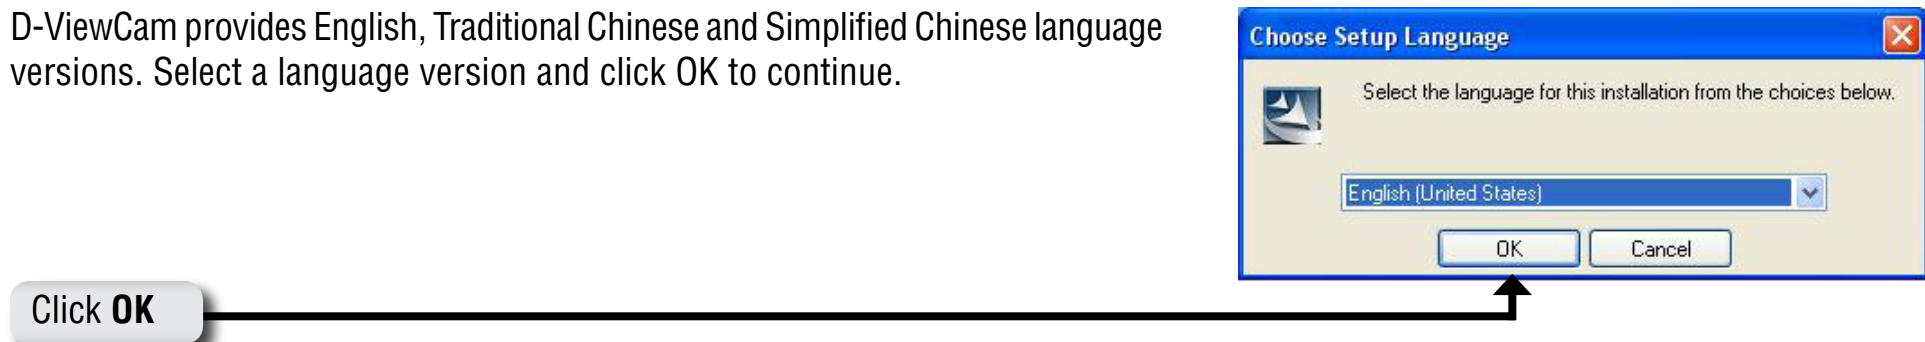 D-ViewCam provides English, Traditional Chinese and Simplified Chinese language
versions. Select a language version and click OK to continue.
Choose Setup Language
Select the language for this installation from the choices below.
English (United States)
OK
Cancel
Click OK